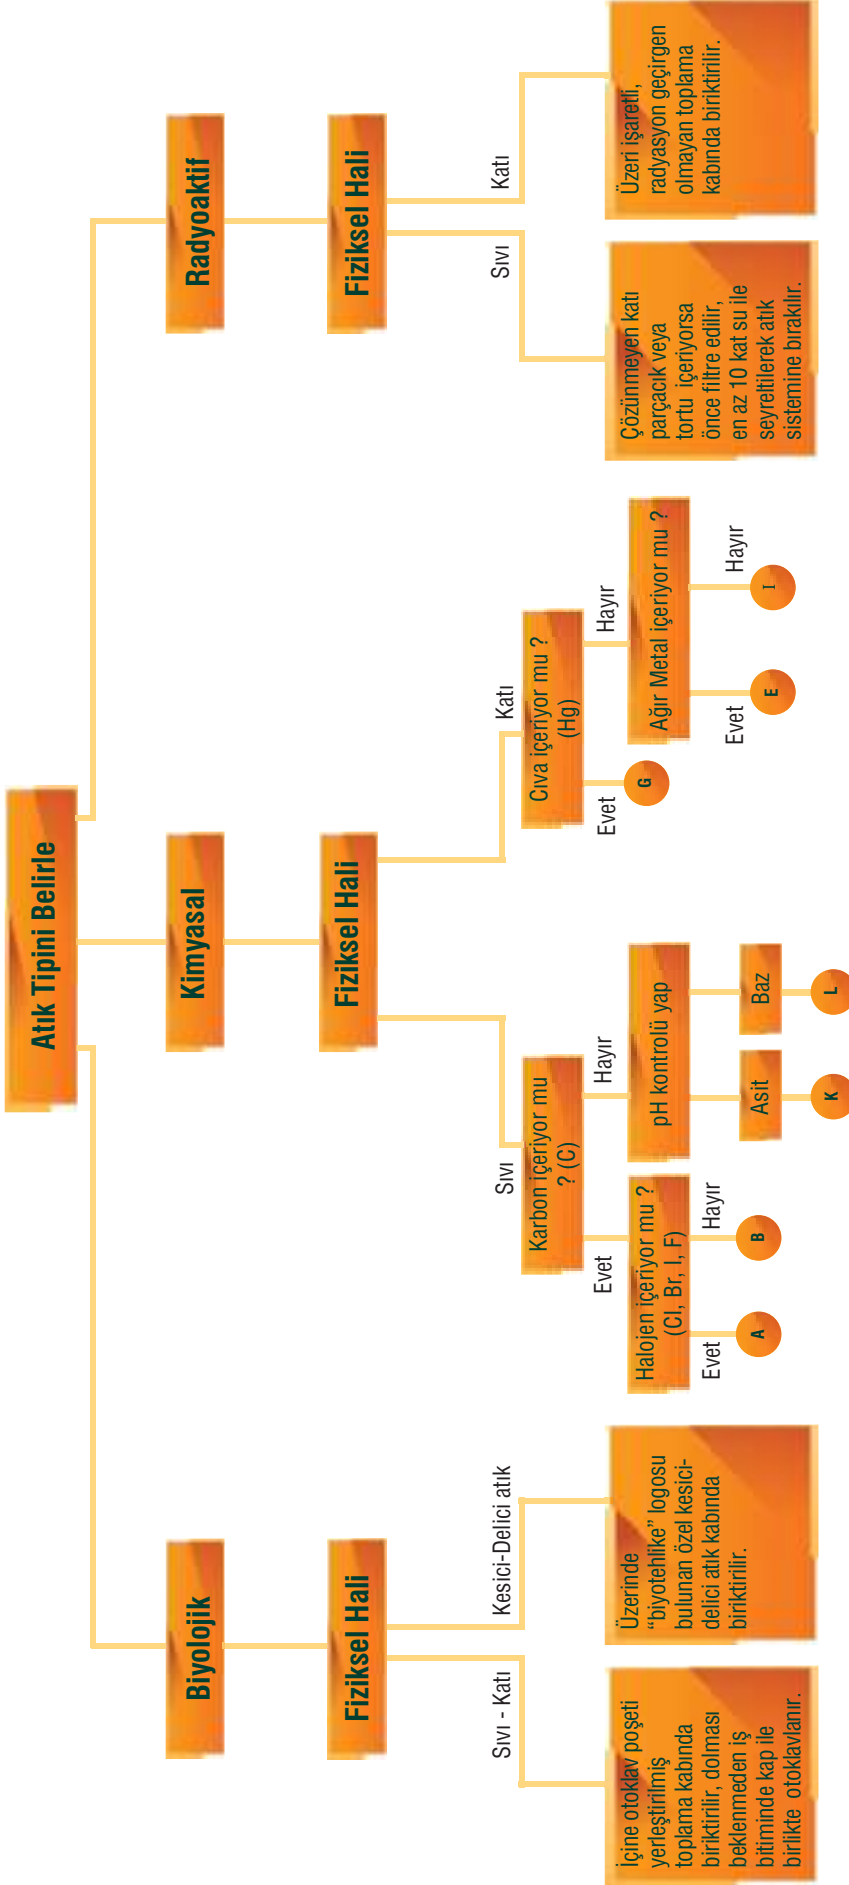 Atık Tipini Belirle
Biyolojik
Kimyasal
Radyoaktif
Fiziksel Hali
Fiziksel Hali
Fiziksel Hali
Sıvı - Katı
Kesici-Delici atık
Sıvı
Katı
Sıvı
Katı
İçine otoklav poşeti
yerleştirilmiş
toplama kabında
biriktirilir, dolması
beklenmeden iş
bitiminde kap ile
birlikte otoklavlanır.
Üzerinde
“biyotehlike” logosu
bulunan özel kesici-
delici atık kabında
biriktirilir.
Karbon içeriyor mu
? (C)
Evet
Hayır
Halojen içeriyor mu ?
(Cl, Br, I, F)
Evet
Hayır
A
B
pH kontrolü yap
Asit
Baz
K
L
Cıva içeriyor mu ?
(Hg)
Evet
Hayır
G
Ağır Metal içeriyor mu ?
Evet
Hayır
E
I
Çözünmeyen katı
parçacık veya
tortu içeriyorsa
önce filtre edilir,
en az 10 kat su ile
seyreltilerek atık
sistemine bırakılır.
Üzeri işaretli,
radyasyon geçirgen
olmayan toplama
kabında biriktirilir.